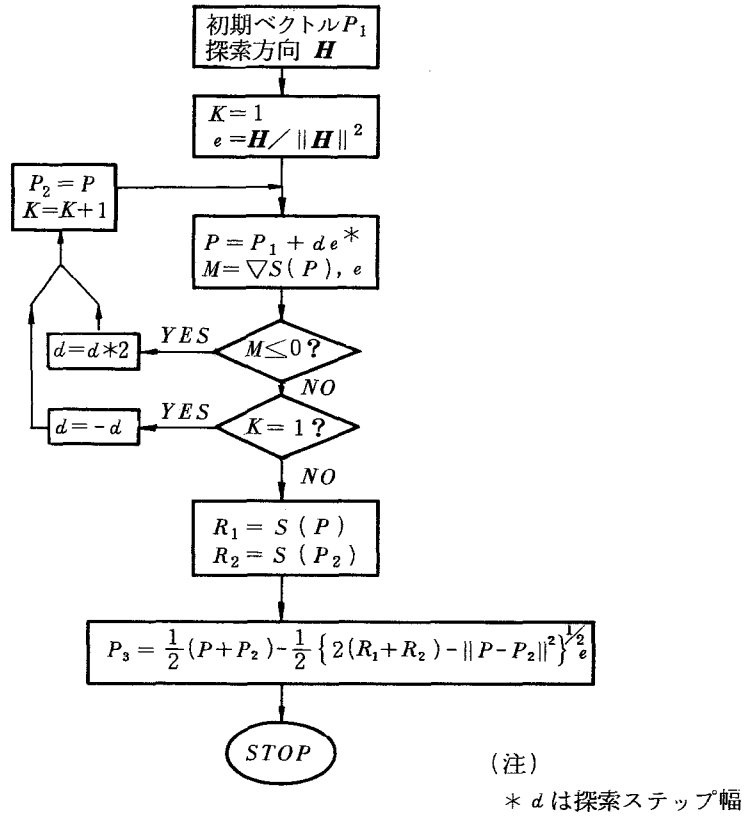 初期ベクトルP₁
探索方向 H
K=1
e=H/‖H‖²
P₂=P
K=K+1
P=P₁+de*
M=▽S(P), e
YES
d=d*2
M≤0?
NO
YES
d=-d
K=1?
NO
R₁=S(P)
R₂=S(P₂)
P₃=1/2(P+P₂)-1/2{2(R₁+R₂)-‖P-P₂‖²}^1/2 e
STOP
(注)
*dは探索ステップ幅